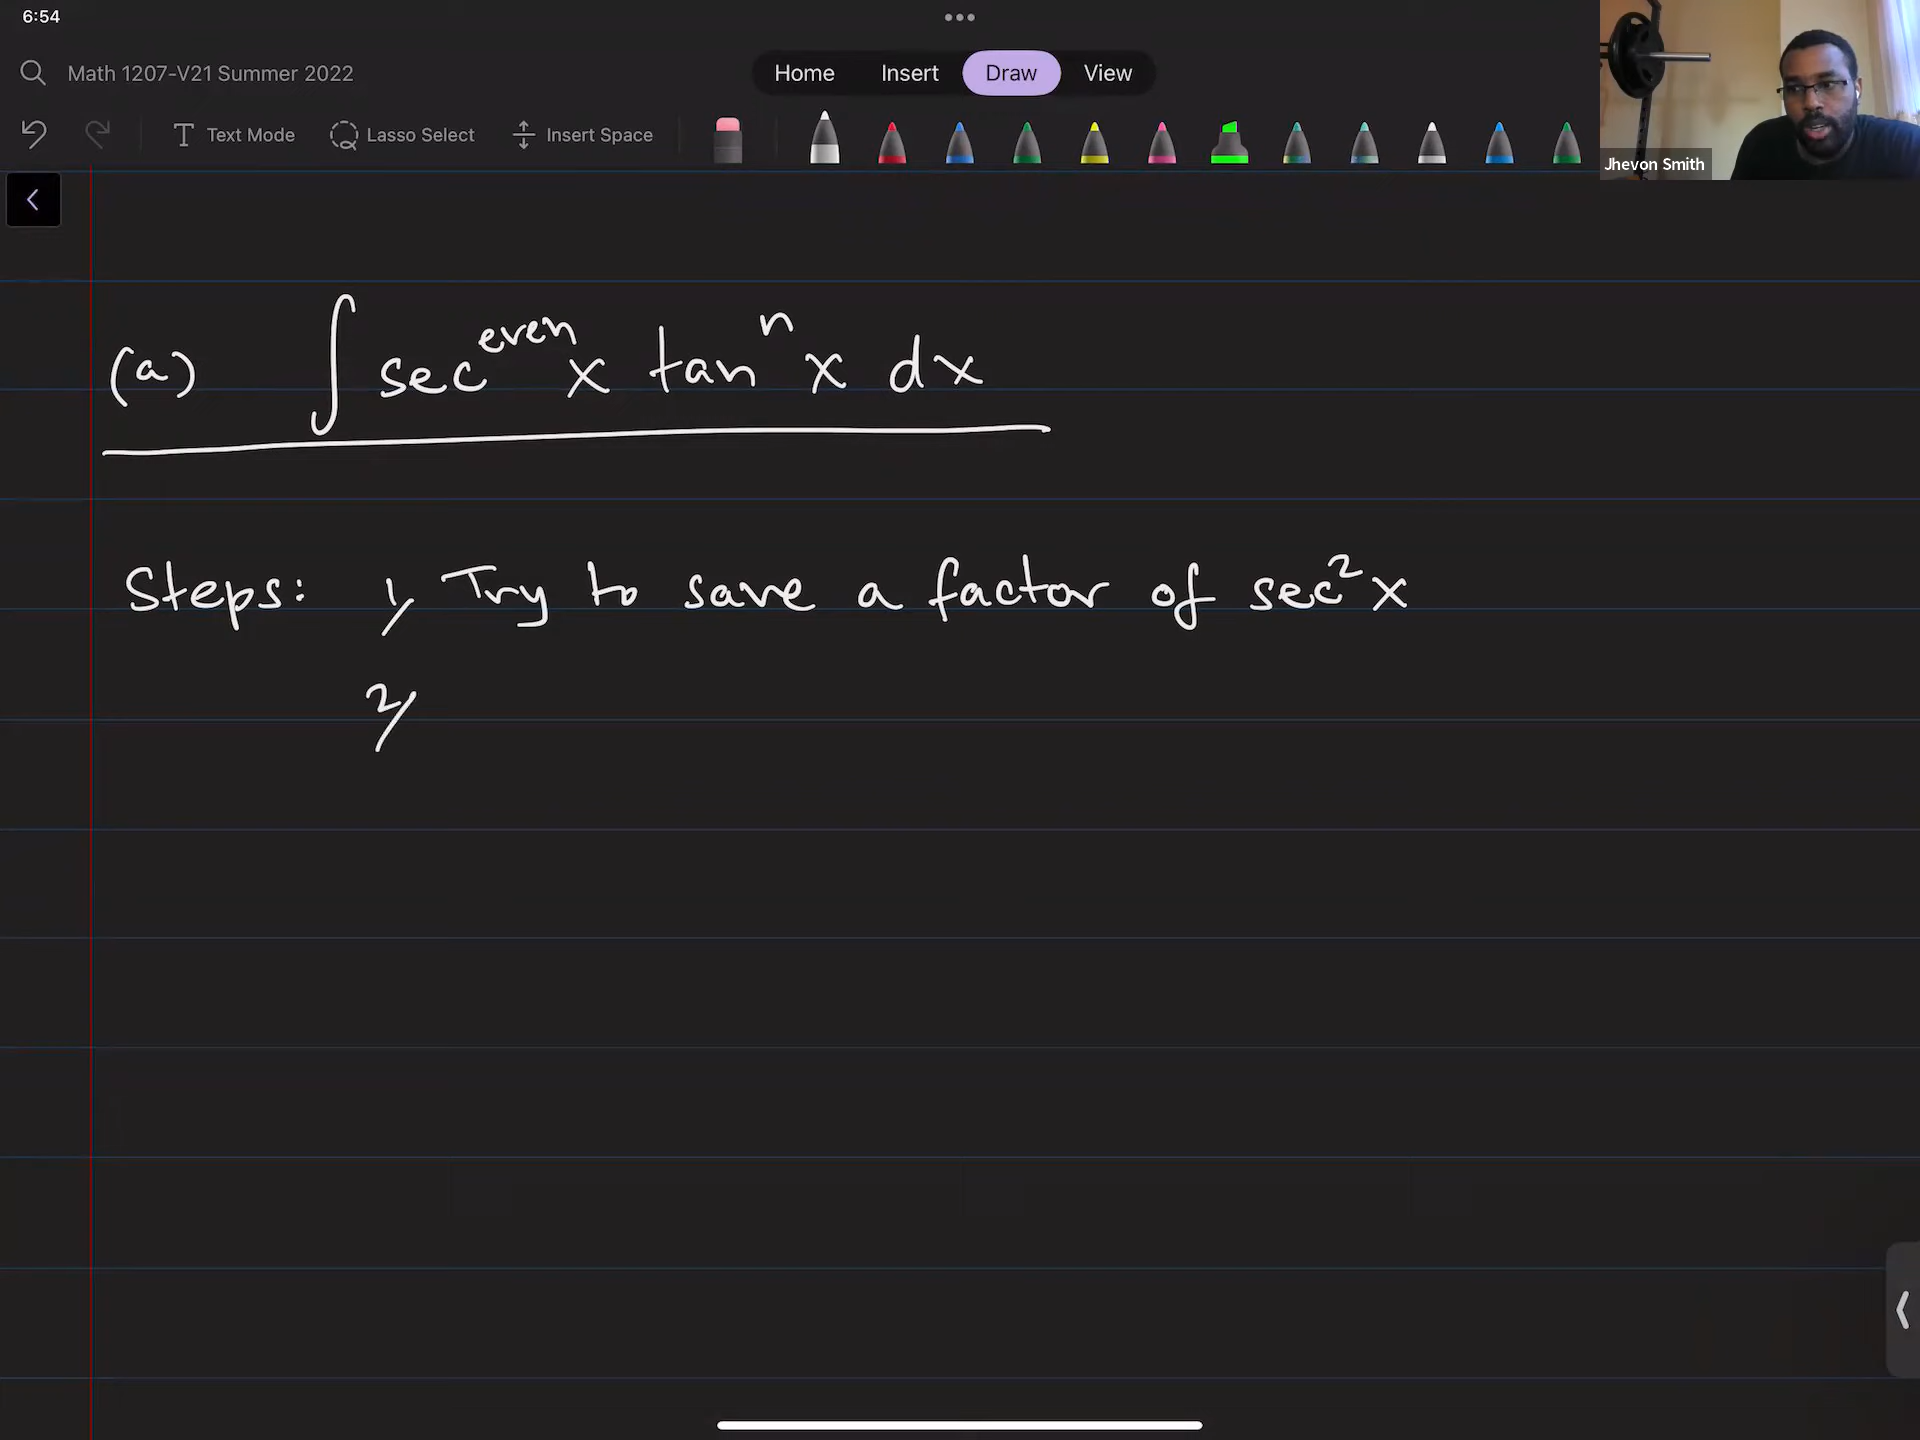 6:54
Math 1207-V21 Summer 2022
Home Insert Draw View
Text Mode Lasso Select Insert Space
Jhevon Smith
(a) ∫ sec^even x tan^n x dx
Steps: 1/ Try to save a factor of sec² x
2/